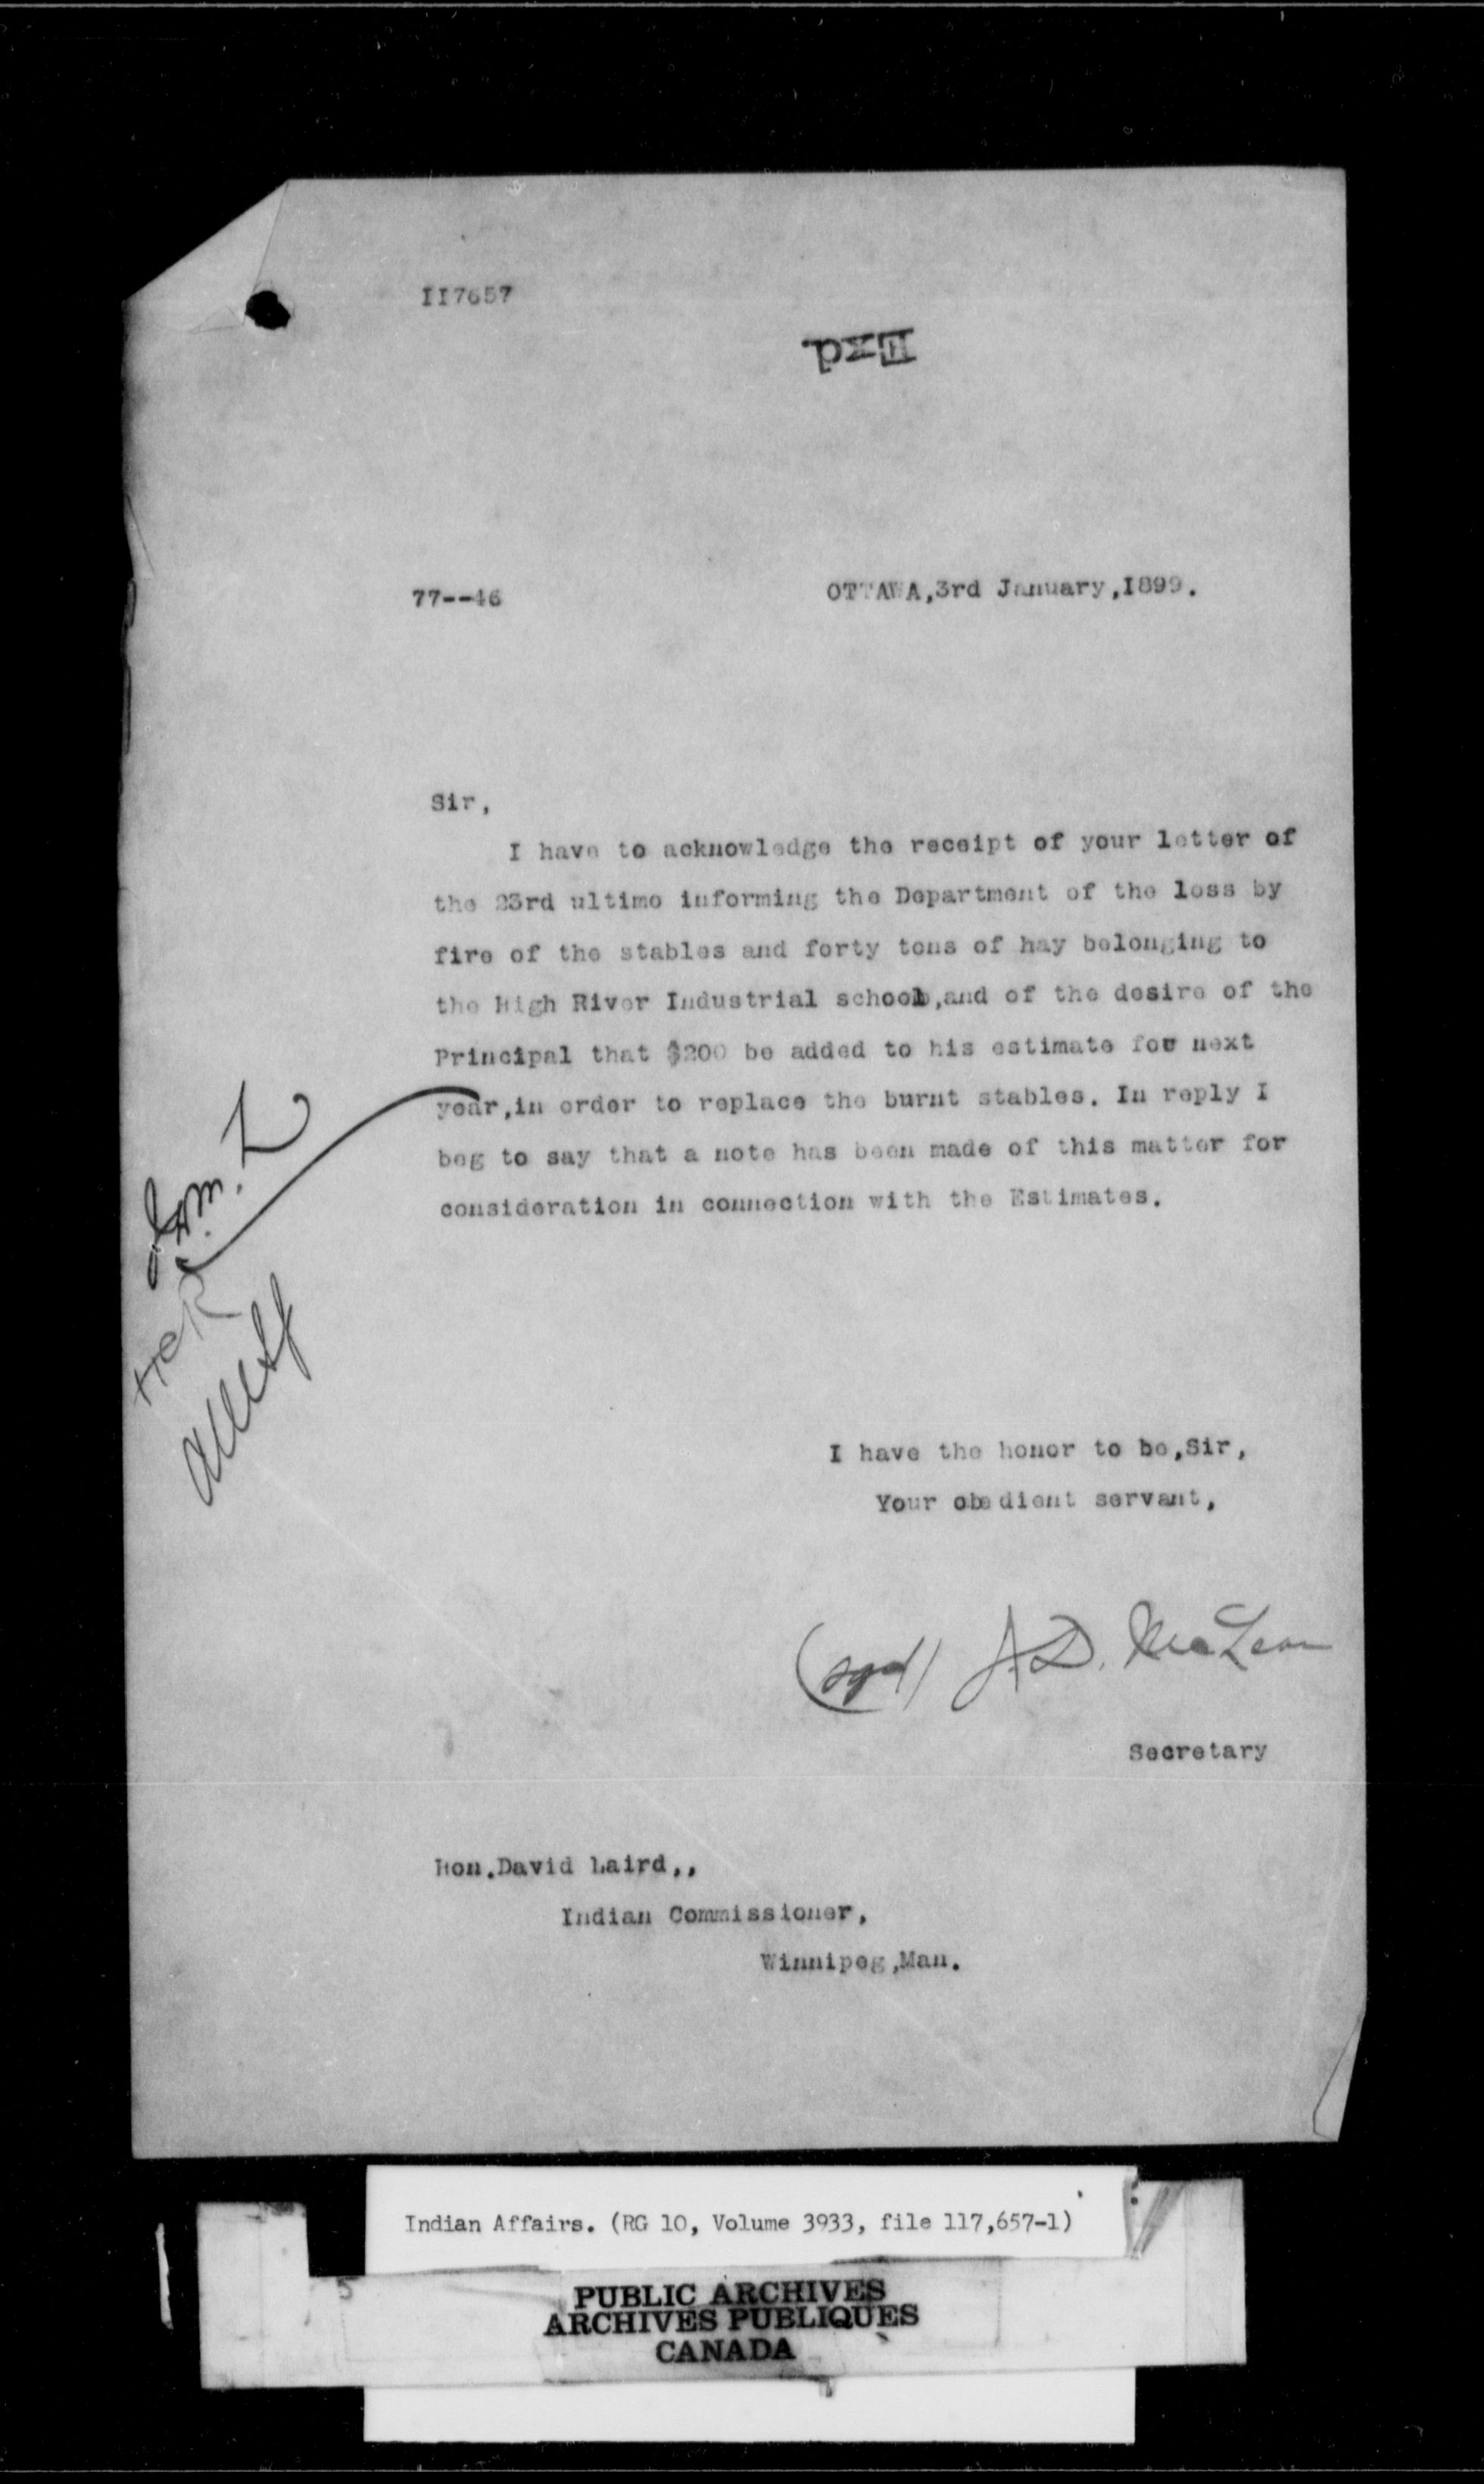 II7657
Exd.
77--46
OTTAWA,3rd January,I899.
Sir,
I have to acknowledge the receipt of your letter of
the 23rd ultimo informing the Department of the loss by
fire of the stables and forty tons of hay belonging to
the High River Industrial school,and of the desire of the
Principal that $200 be added to his estimate for next
year,in order to replace the burnt stables. In reply I
beg to say that a note has been made of this matter for
consideration in connection with the Estimates.
I have the honor to be,Sir,
Your obedient servant,
(sgd) J.D. McLean
Secretary
Hon.David Laird,,
Indian Commissioner,
Winnipeg,Man.
Indian Affairs. (RG 10, Volume 3933, file 117,657-1)
PUBLIC ARCHIVES
ARCHIVES PUBLIQUES
CANADA